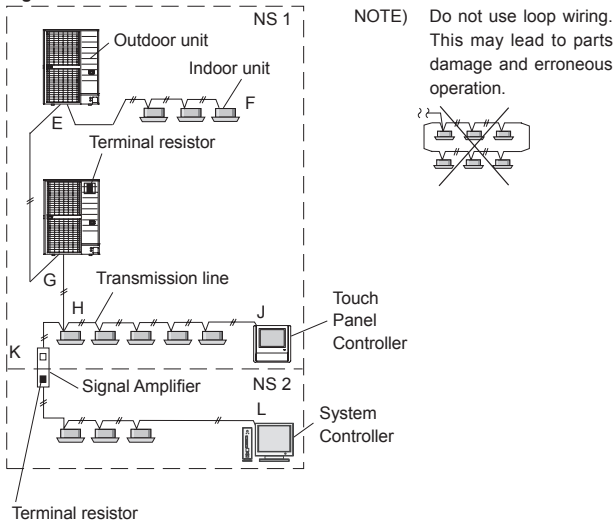 NS 1
Outdoor unit
Indoor unit
F
E
Terminal resistor
G
Transmission line
H
J
Touch
Panel
Controller
K
Signal Amplifier
NS 2
L
System
Controller
Terminal resistor
NOTE) Do not use loop wiring.
This may lead to parts
damage and erroneous
operation.